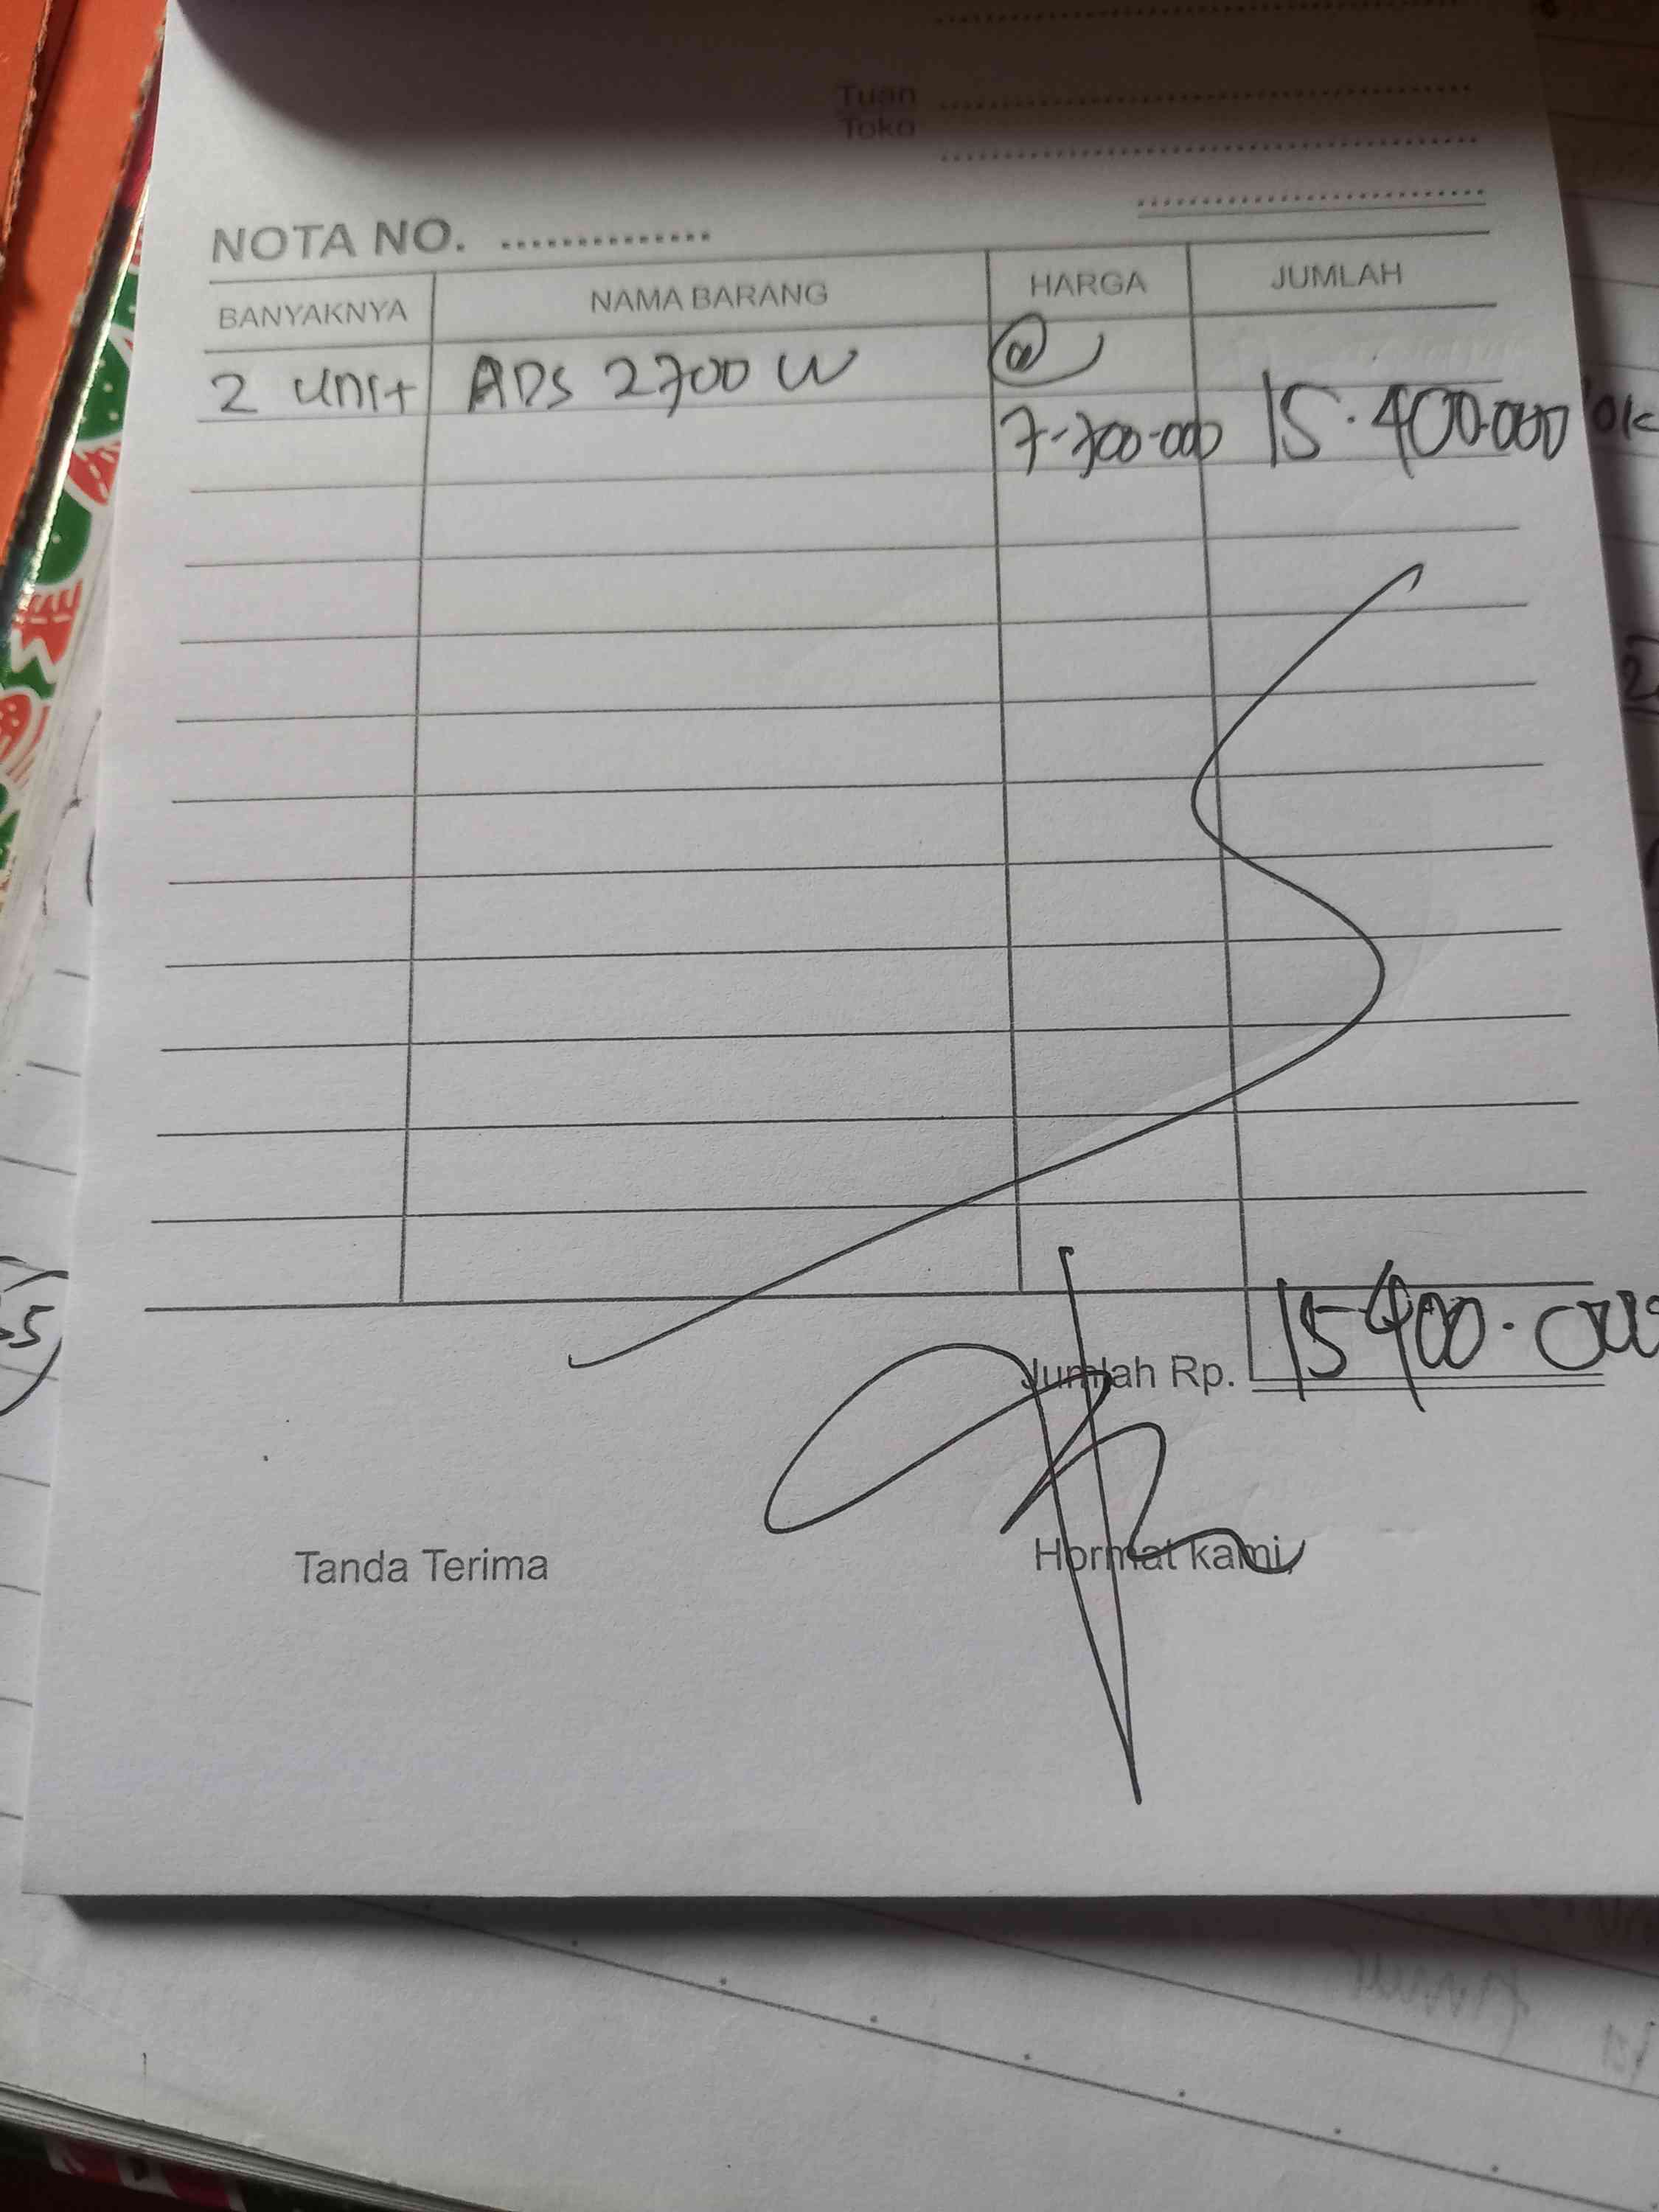 Tuan
Toko
NOTA NO. ..............
BANYAKNYA NAMA BARANG HARGA JUMLAH
2 unit ADS 2700 W @
7.700.000 15.400.000
Jumlah Rp. 15.400.000
Tanda Terima Hormat kami,